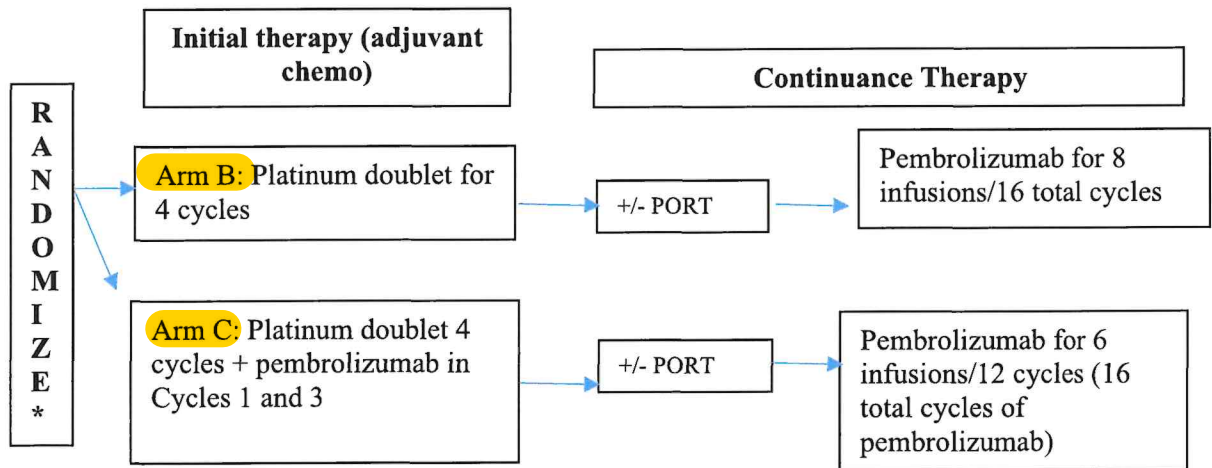 Initial therapy (adjuvant
chemo)
Continuance Therapy
R
A
N
D
O
M
I
Z
E
*
Arm B: Platinum doublet for
4 cycles
+/- PORT
Pembrolizumab for 8
infusions/16 total cycles
Arm C: Platinum doublet 4
cycles + pembrolizumab in
Cycles 1 and 3
+/- PORT
Pembrolizumab for 6
infusions/12 cycles (16
total cycles of
pembrolizumab)